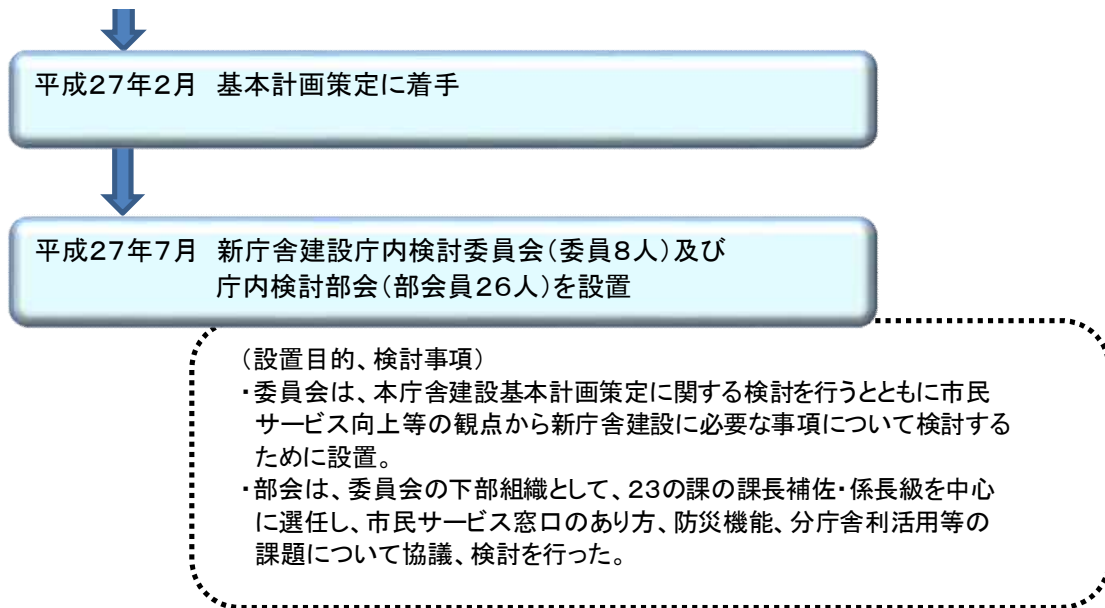 平成27年2月 基本計画策定に着手
平成27年7月 新庁舎建設庁内検討委員会(委員8人)及び
庁内検討部会(部会員26人)を設置
(設置目的、検討事項)
・委員会は、本庁舎建設基本計画策定に関する検討を行うとともに市民
サービス向上等の観点から新庁舎建設に必要な事項について検討する
ために設置。
・部会は、委員会の下部組織として、23の課の課長補佐・係長級を中心
に選任し、市民サービス窓口のあり方、防災機能、分庁舎利活用等の
課題について協議、検討を行った。